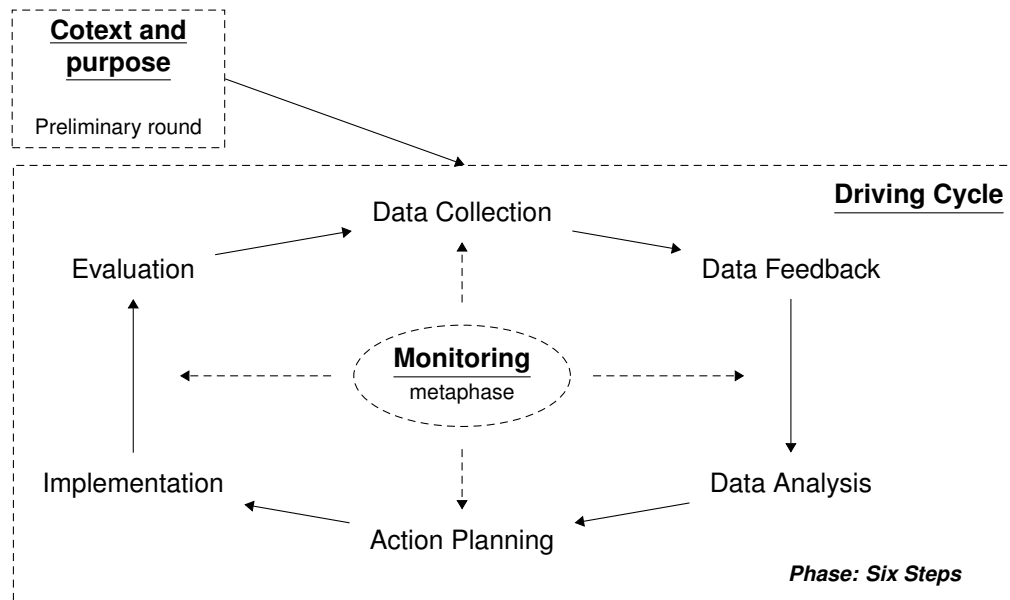 Cotext and
purpose
Preliminary round
Driving Cycle
Data Collection
Evaluation
Data Feedback
Monitoring
metaphase
Implementation
Data Analysis
Action Planning
Phase: Six Steps